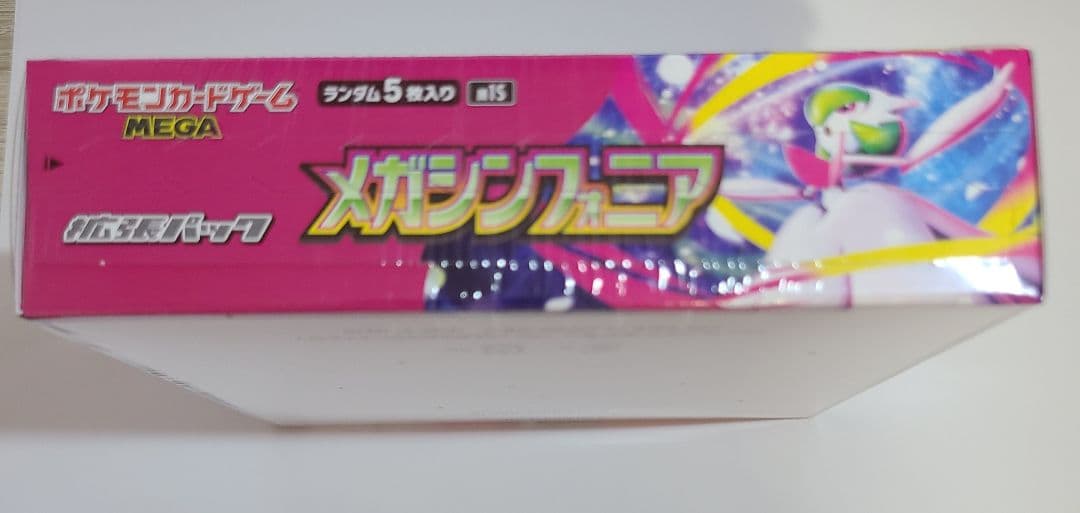 ポケモンカードゲーム
MEGA
ランダム5枚入り
M1S
拡張パック
メガシンフォニア